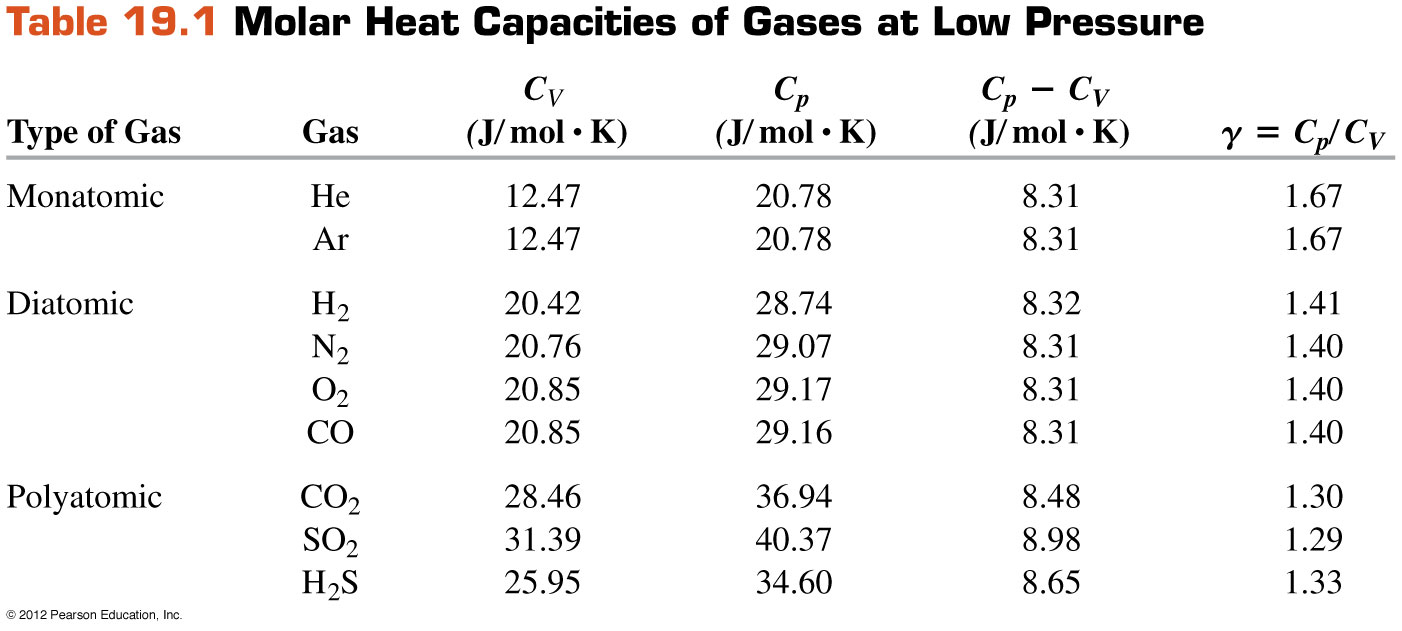 Table 19.1 Molar Heat Capacities of Gases at Low Pressure
Type of Gas Gas C_V (J/mol · K) C_p (J/mol · K) C_p − C_V (J/mol · K) γ = C_p/C_V
Monatomic He 12.47 20.78 8.31 1.67
Ar 12.47 20.78 8.31 1.67
Diatomic H₂ 20.42 28.74 8.32 1.41
N₂ 20.76 29.07 8.31 1.40
O₂ 20.85 29.17 8.31 1.40
CO 20.85 29.16 8.31 1.40
Polyatomic CO₂ 28.46 36.94 8.48 1.30
SO₂ 31.39 40.37 8.98 1.29
H₂S 25.95 34.60 8.65 1.33
© 2012 Pearson Education, Inc.